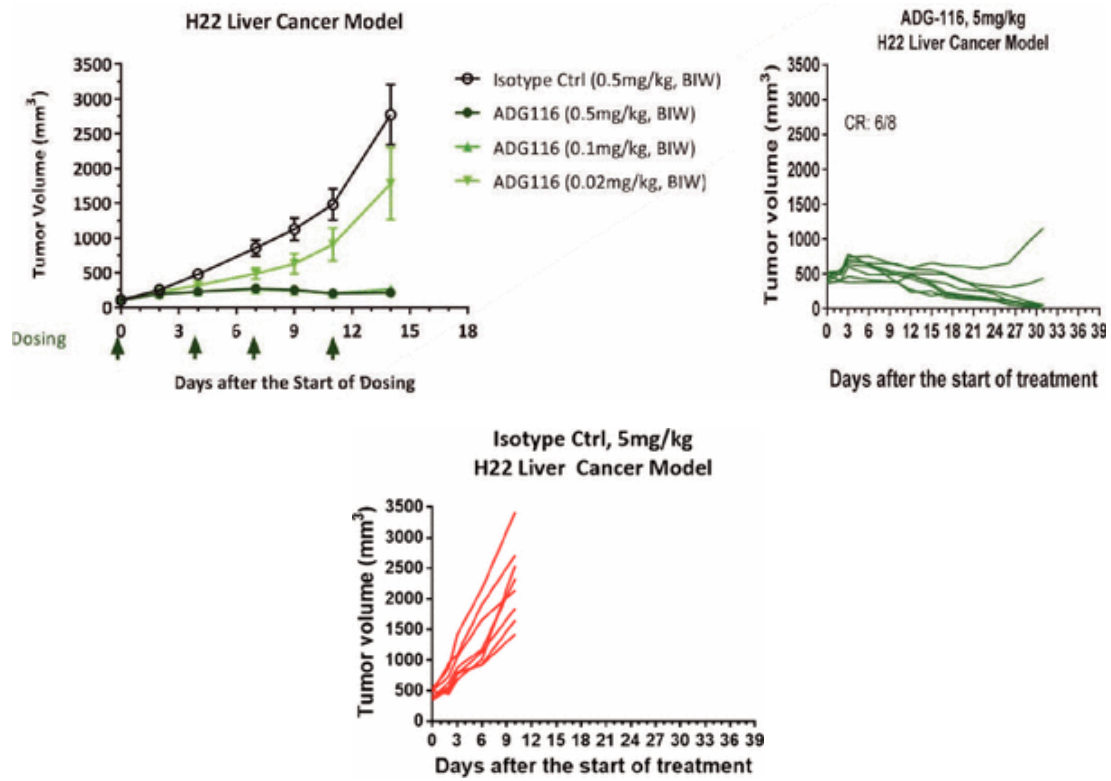 H22 Liver Cancer Model
Tumor Volume (mm³)
3500
3000
2500
2000
1500
1000
500
0
0 3 6 9 12 15 18
Dosing
Days after the Start of Dosing
Isotype Ctrl (0.5mg/kg, BIW)
ADG116 (0.5mg/kg, BIW)
ADG116 (0.1mg/kg, BIW)
ADG116 (0.02mg/kg, BIW)
ADG-116, 5mg/kg
H22 Liver Cancer Model
Tumor volume (mm³)
3500
3000
2500
2000
1500
1000
500
0
CR: 6/8
0 3 6 9 12 15 18 21 24 27 30 33 36 39
Days after the start of treatment
Isotype Ctrl, 5mg/kg
H22 Liver Cancer Model
Tumor volume (mm³)
3500
3000
2500
2000
1500
1000
500
0
0 3 6 9 12 15 18 21 24 27 30 33 36 39
Days after the start of treatment